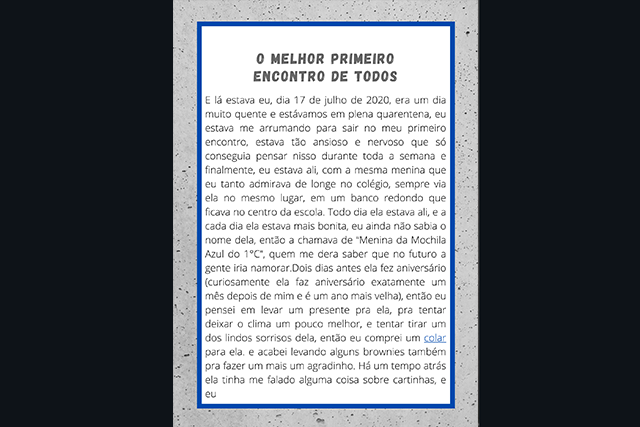 O MELHOR PRIMEIRO
ENCONTRO DE TODOS
E lá estava eu, dia 17 de julho de 2020, era um dia
muito quente e estávamos em plena quarentena, eu
estava me arrumando para sair no meu primeiro
encontro, estava tão ansioso e nervoso que só
conseguia pensar nisso durante toda a semana e
finalmente, eu estava ali, com a mesma menina que
eu tanto admirava de longe no colégio, sempre via
ela no mesmo lugar, em um banco redondo que
ficava no centro da escola. Todo dia ela estava ali, e a
cada dia ela estava mais bonita, eu ainda não sabia o
nome dela, então a chamava de "Menina da Mochila
Azul do 1°C", quem me dera saber que no futuro a
gente iria namorar.Dois dias antes ela fez aniversário
(curiosamente ela faz aniversário exatamente um
mês depois de mim e é um ano mais velha), então eu
pensei em levar um presente pra ela, pra tentar
deixar o clima um pouco melhor, e tentar tirar um
dos lindos sorrisos dela, então eu comprei um colar
para ela. e acabei levando alguns brownies também
pra fazer um mais um agradinho. Há um tempo atrás
ela tinha me falado alguma coisa sobre cartinhas, e
eu